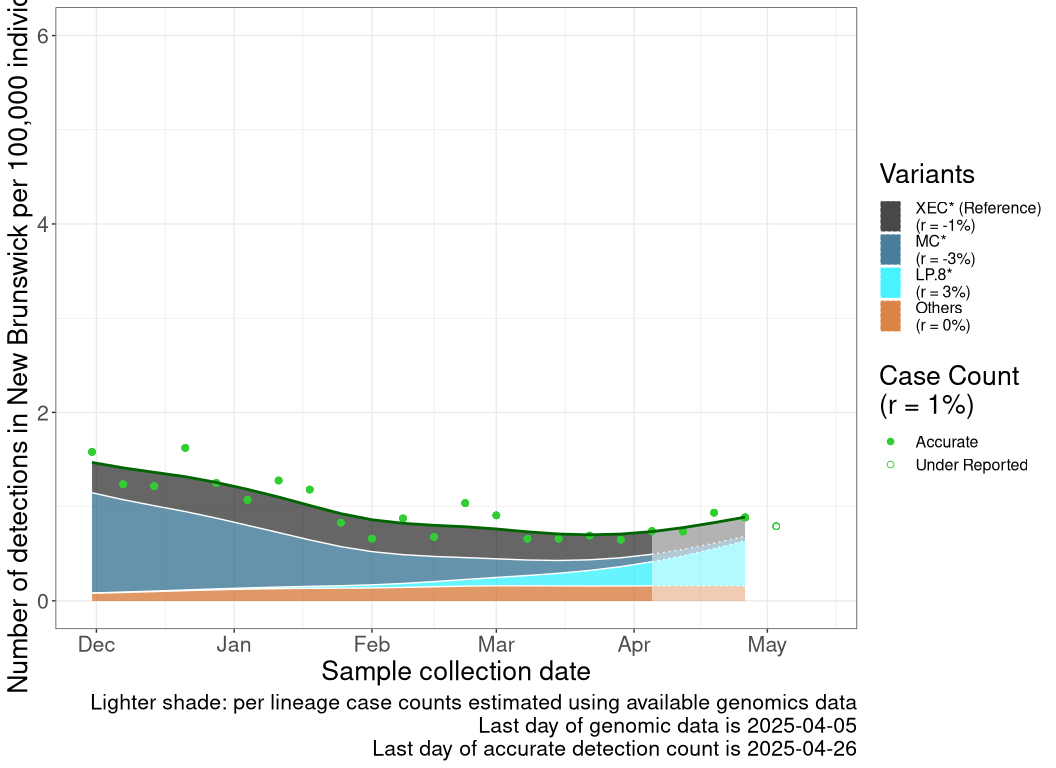 Number of detections in New Brunswick per 100,000
6
4
2
0
Dec Jan Feb Mar Apr May
Sample collection date
Lighter shade: per lineage case counts estimated using available genomics data
Last day of genomic data is 2025-04-05
Last day of accurate detection count is 2025-04-26
Variants
XEC* (Reference)
(r = -1%)
MC*
(r = -3%)
LP.8*
(r = 3%)
Others
(r = 0%)
Case Count
(r = 1%)
Accurate
Under Reported